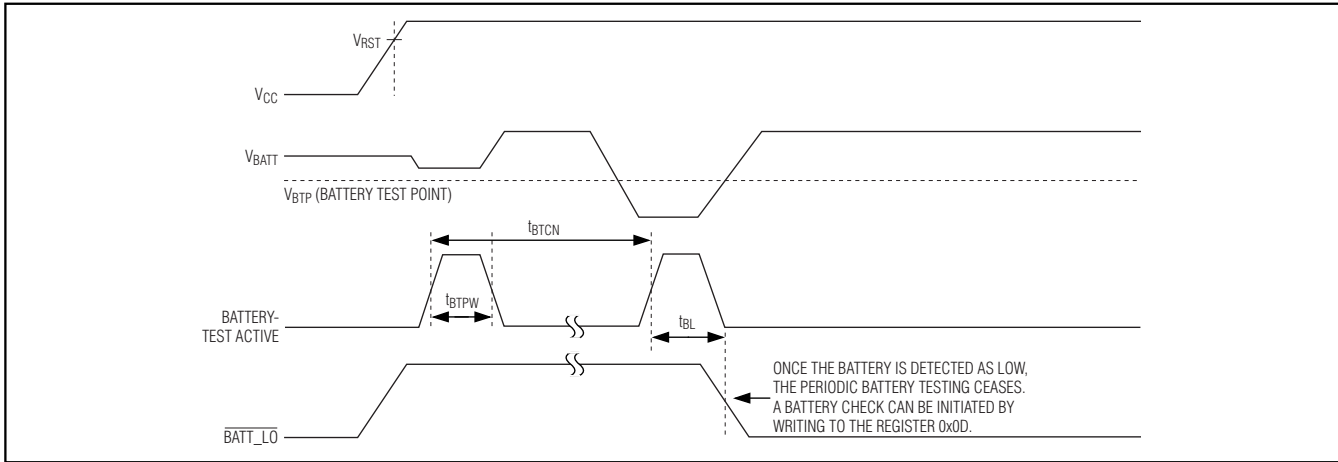 VRST
VCC
VBATT
VBTP (BATTERY TEST POINT)
tBTCN
tBTPW
BATTERY-
TEST ACTIVE
tBL
ONCE THE BATTERY IS DETECTED AS LOW,
THE PERIODIC BATTERY TESTING CEASES.
A BATTERY CHECK CAN BE INITIATED BY
WRITING TO THE REGISTER 0x0D.
BATT_LO